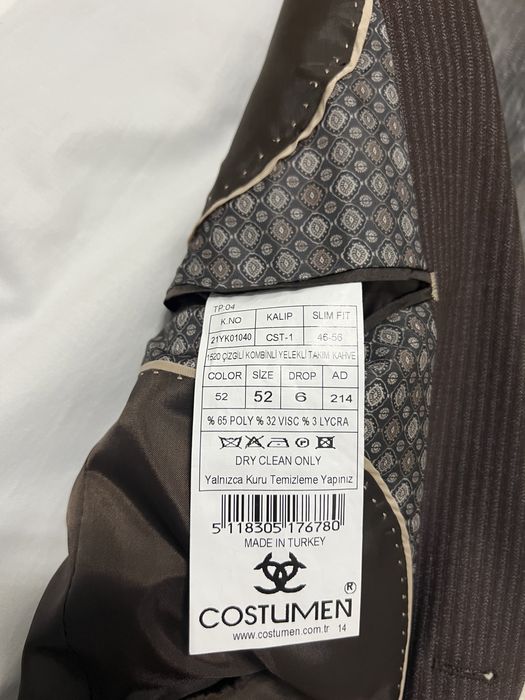 TP:04
K.NO KALIP SLIM FIT
21YK01040 CST-1 46-56
1520 ÇİZGİLİ KOMBİNLİ YELEKLİ TAKIM KAHVE
COLOR SİZE DROP AD
52 52 6 214
% 65 POLY % 32 VISC % 3 LYCRA
DRY CLEAN ONLY
Yalnızca Kuru Temizleme Yapınız
5 118305 176780
MADE IN TURKEY
COSTUMEN ®
www.costumen.com.tr 14